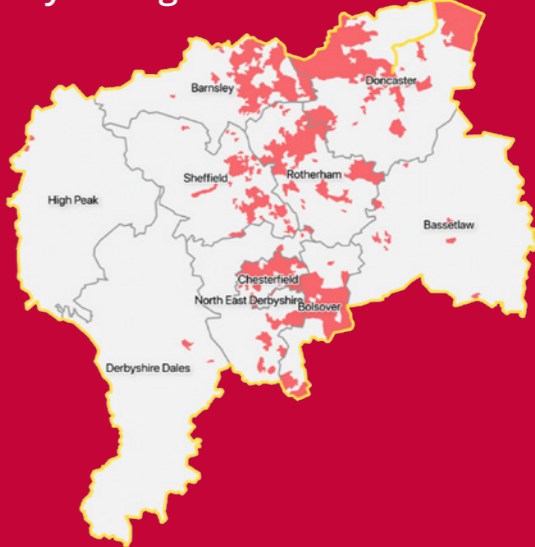 Barnsley
Doncaster
Sheffield
Rotherham
High Peak
Bassetlaw
Chesterfield
North East Derbyshire
Bolsover
Derbyshire Dales